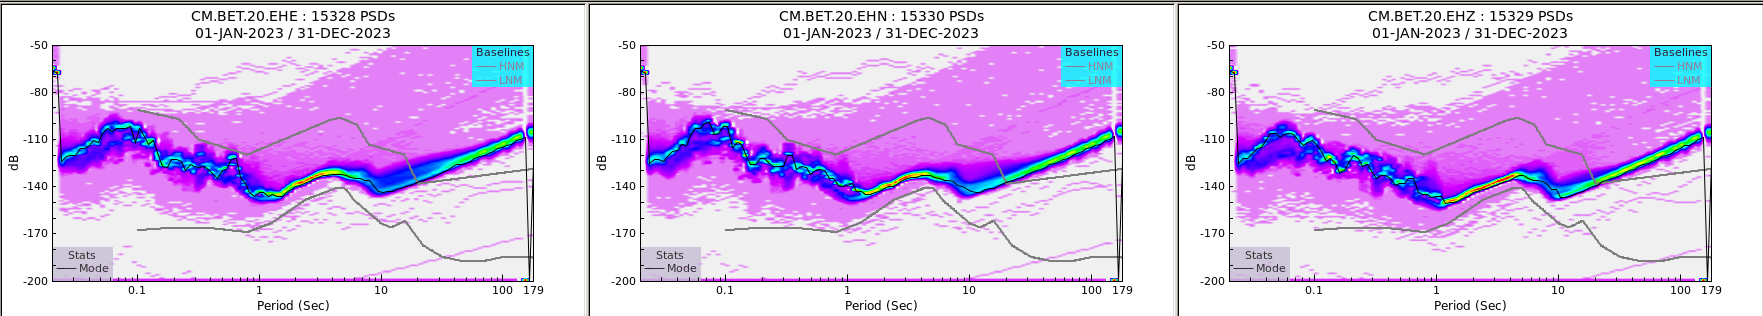 CM.BET.20.EHE : 15328 PSDs
01-JAN-2023 / 31-DEC-2023
-50
-80
-110
-140
-170
-200
dB
Baselines
HNM
LNM
Stats
Mode
0.1 1 10 100 179
Period (Sec)
CM.BET.20.EHN : 15330 PSDs
01-JAN-2023 / 31-DEC-2023
-50
-80
-110
-140
-170
-200
dB
Baselines
HNM
LNM
Stats
Mode
0.1 1 10 100 179
Period (Sec)
CM.BET.20.EHZ : 15329 PSDs
01-JAN-2023 / 31-DEC-2023
-50
-80
-110
-140
-170
-200
dB
Baselines
HNM
LNM
Stats
Mode
0.1 1 10 100 179
Period (Sec)